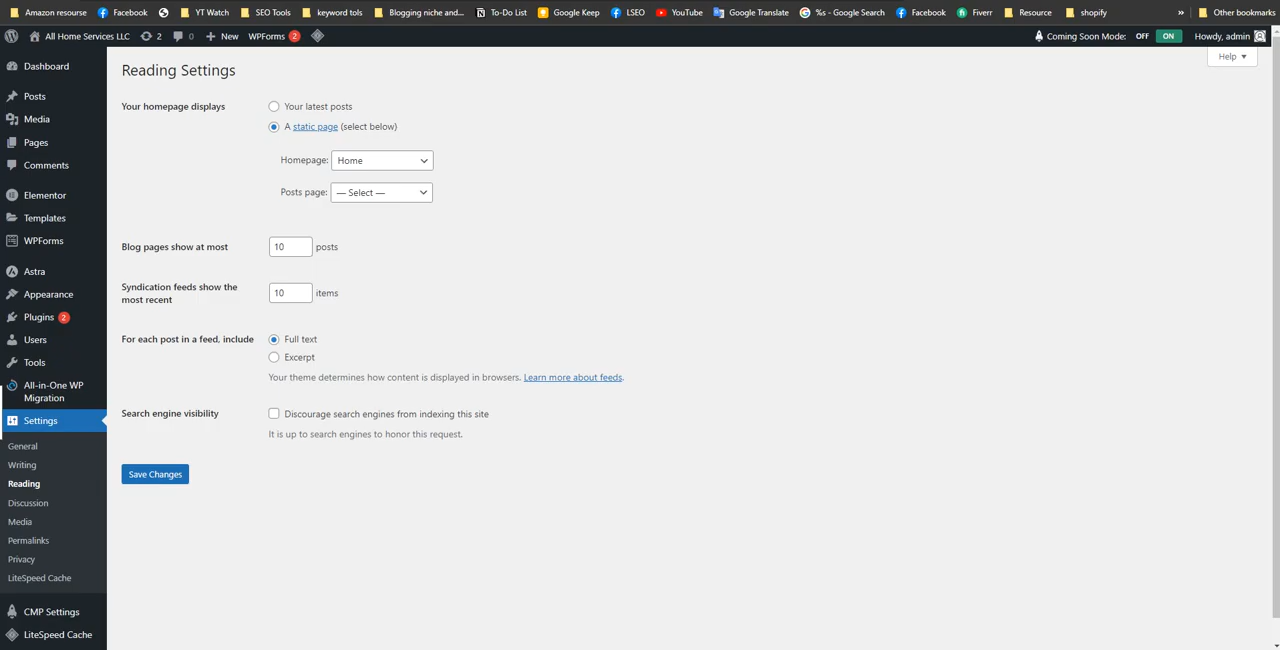 Amazon resourse Facebook YT Watch SEO Tools keyword tols Blogging niche and... To-Do List Google Keep LSEO YouTube Google Translate %s - Google Search Facebook Fiverr Resource shopify » Other bookmarks
All Home Services LLC 2 0 + New WPForms 2 Coming Soon Mode: OFF ON Howdy, admin
Help
Reading Settings
Dashboard
Posts
Media
Pages
Comments
Elementor
Templates
WPForms
Astra
Appearance
Plugins 2
Users
Tools
All-in-One WP
Migration
Settings
General
Writing
Reading
Discussion
Media
Permalinks
Privacy
LiteSpeed Cache
CMP Settings
LiteSpeed Cache
Your homepage displays
Your latest posts
A static page (select below)
Homepage: Home
Posts page: — Select —
Blog pages show at most 10 posts
Syndication feeds show the
most recent
10 items
For each post in a feed, include
Full text
Excerpt
Your theme determines how content is displayed in browsers. Learn more about feeds.
Search engine visibility
Discourage search engines from indexing this site
It is up to search engines to honor this request.
Save Changes